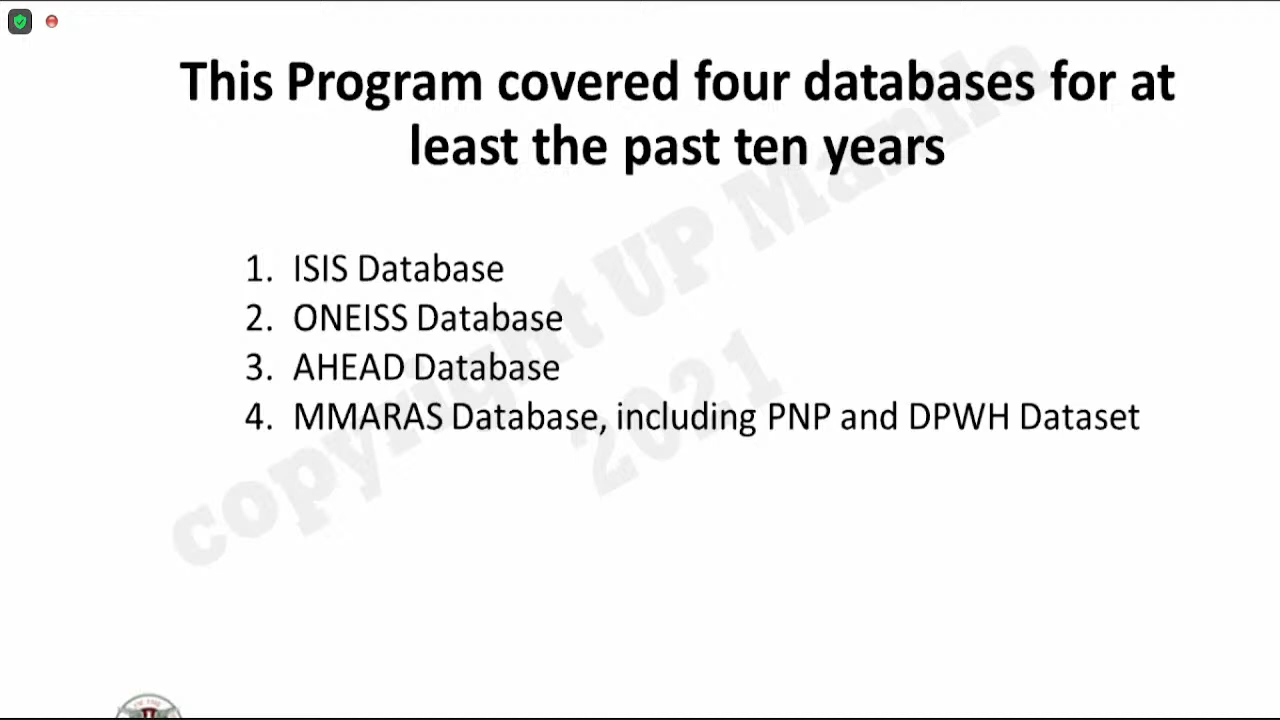 This Program covered four databases for at
least the past ten years
1. ISIS Database
2. ONEISS Database
3. AHEAD Database
4. MMARAS Database, including PNP and DPWH Dataset
copyright UP Manila
2021